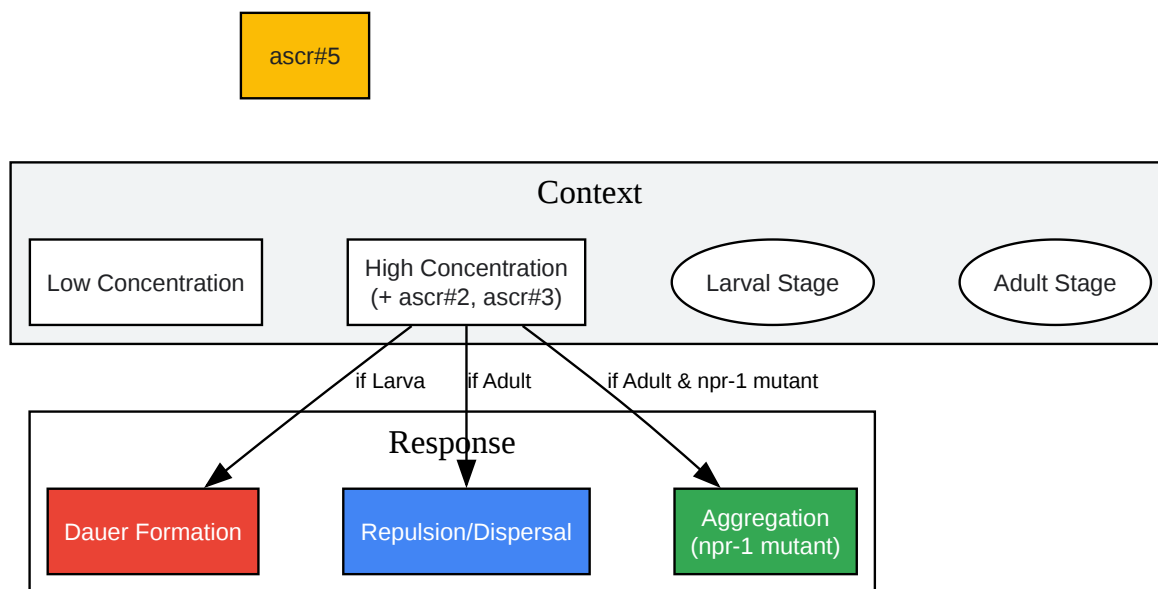 ascr#5
Context
Low Concentration
High Concentration
(+ ascr#2, ascr#3)
Larval Stage
Adult Stage
if Larva
if Adult
if Adult & npr-1 mutant
Response
Dauer Formation
Repulsion/Dispersal
Aggregation
(npr-1 mutant)